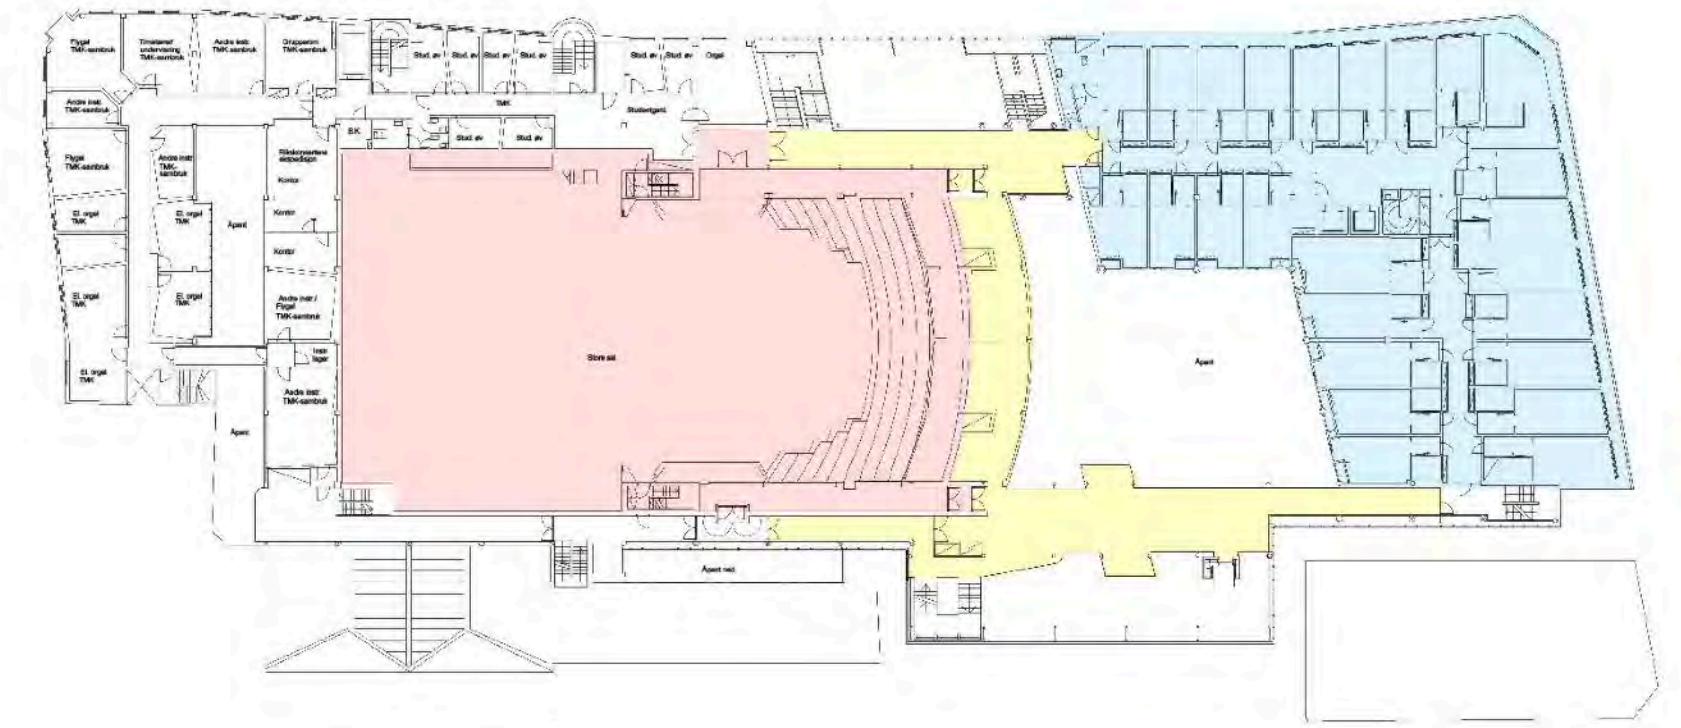 Flygel
TMK-sambruk
Timelærer/
undervisning
TMK-sambruk
Andre instr.
TMK-sambruk
Grupperom
TMK-sambruk
Stud. øv
Stud. øv
Stud. øv
Stud. øv
Stud. øv
Stud. øv
Orgel
Andre instr.
TMK-sambruk
TMK
Studentgard.
B.K
Stud. øv
Stud. øv
Flygel
TMK-sambruk
Andre instr
TMK-
sambruk
Rikskonsertene
ekspedisjon
Kontor
El. orgel
TMK
El. orgel
TMK
Åpent
Kontor
Kontor
El. orgel
TMK
El. orgel
TMK
Andre instr /
Flygel
TMK-sambruk
Instr
lager
Store sal
Åpent
El. orgel
TMK
Andre instr.
TMK-sambruk
Åpent
Åpent ned